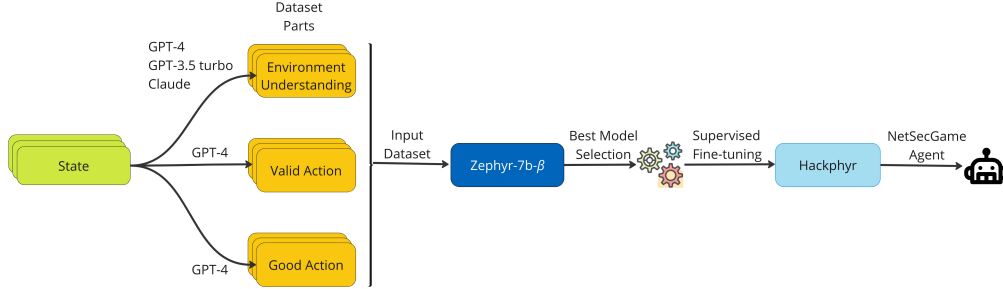 Dataset
Parts
GPT-4
GPT-3.5 turbo
Claude
Environment
Understanding
State
GPT-4
Valid Action
GPT-4
Good Action
Input
Dataset
Zephyr-7b-β
Best Model
Selection
Supervised
Fine-tuning
Hackphyr
NetSecGame
Agent